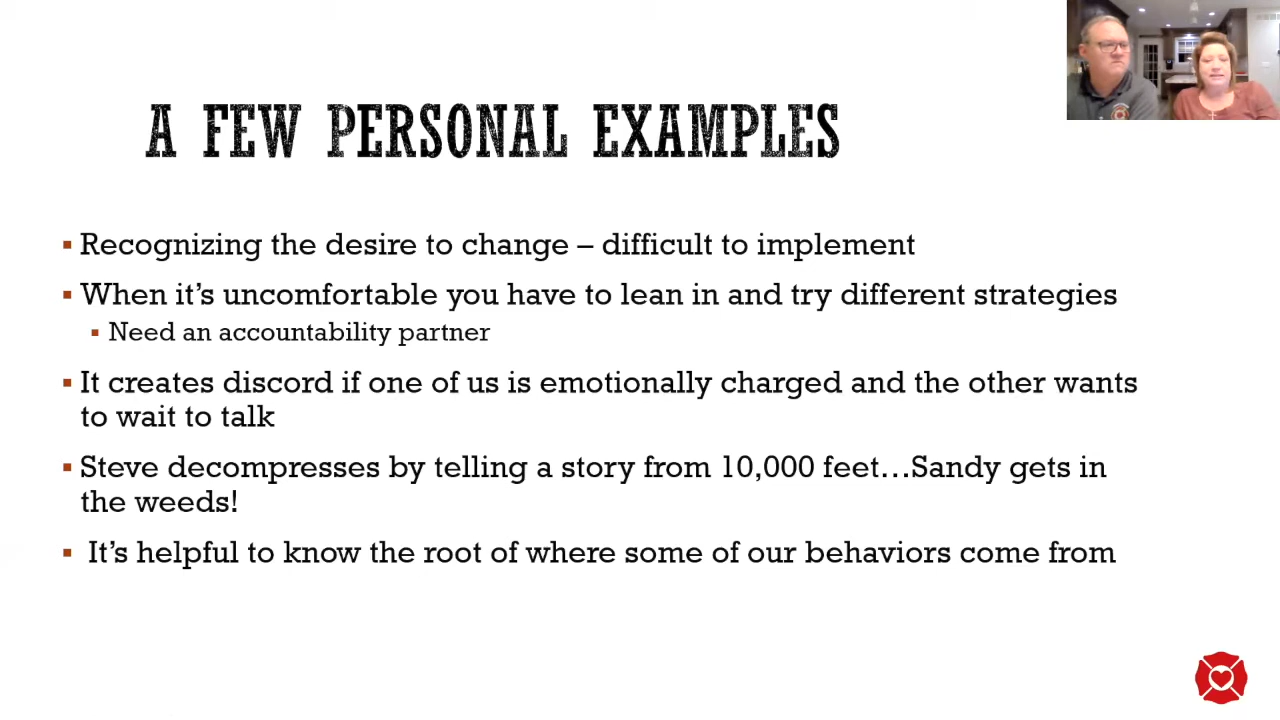 A FEW PERSONAL EXAMPLES
▪ Recognizing the desire to change – difficult to implement
▪ When it's uncomfortable you have to lean in and try different strategies
▪ Need an accountability partner
▪ It creates discord if one of us is emotionally charged and the other wants
to wait to talk
▪ Steve decompresses by telling a story from 10,000 feet…Sandy gets in
the weeds!
▪ It's helpful to know the root of where some of our behaviors come from